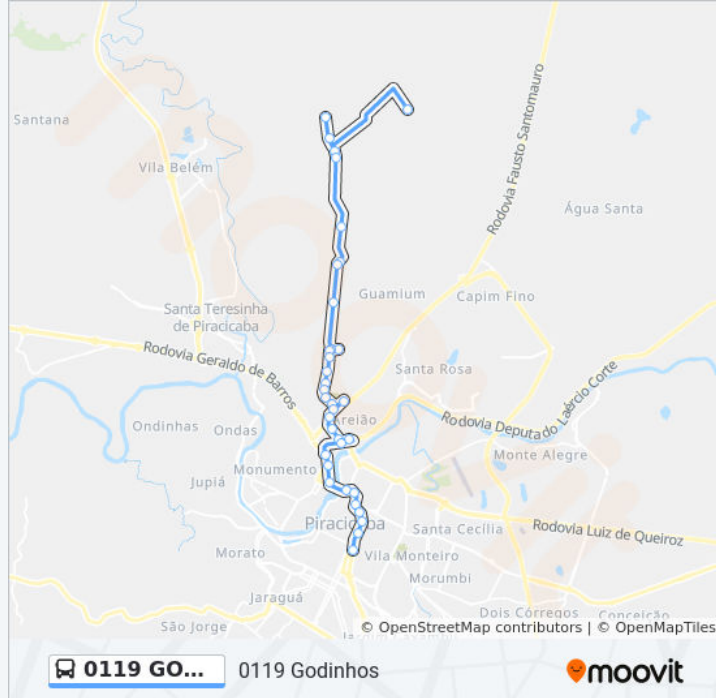 Santana
Vila Belém
Rodovia Fausto Santomauro
Água Santa
Guamium
Capim Fino
Santa Teresinha
de Piracicaba
Rodovia Geraldo de Barros
Santa Rosa
Rodovia Deputado Laércio Corte
Areião
Ondinhas
Ondas
Monte Alegre
Monumento
Jupiá
Piracicaba
Santa Cecília
Rodovia Luiz de Queiroz
Morato
Vila Monteiro
Morumbi
Jaraguá
Dois Córregos
Conceição
São Jorge
© OpenStreetMap contributors | © OpenMapTiles
0119 GO...
0119 Godinhos
moovit